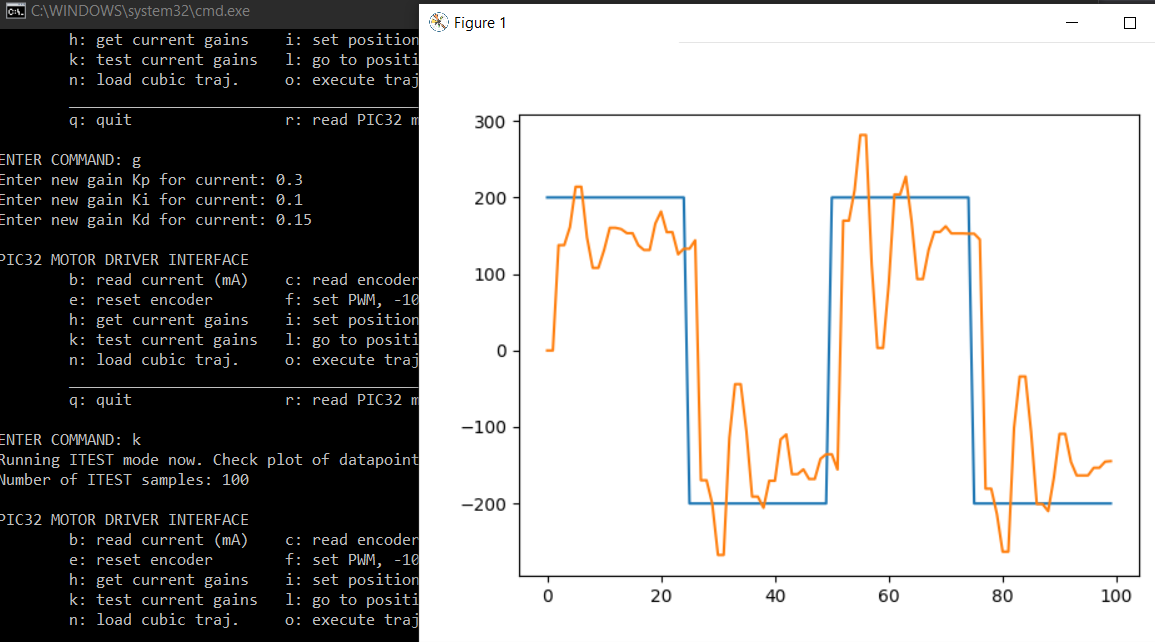 C:\WINDOWS\system32\cmd.exe
h: get current gains i: set position
k: test current gains l: go to positi
n: load cubic traj. o: execute traj
q: quit r: read PIC32 m
ENTER COMMAND: g
Enter new gain Kp for current: 0.3
Enter new gain Ki for current: 0.1
Enter new gain Kd for current: 0.15
PIC32 MOTOR DRIVER INTERFACE
b: read current (mA) c: read encoder
e: reset encoder f: set PWM, -10
h: get current gains i: set position
k: test current gains l: go to positi
n: load cubic traj. o: execute traj
q: quit r: read PIC32 m
ENTER COMMAND: k
Running ITEST mode now. Check plot of datapoint
Number of ITEST samples: 100
PIC32 MOTOR DRIVER INTERFACE
b: read current (mA) c: read encoder
e: reset encoder f: set PWM, -10
h: get current gains i: set position
k: test current gains l: go to positi
n: load cubic traj. o: execute traj
Figure 1
300
200
100
0
−100
−200
0 20 40 60 80 100